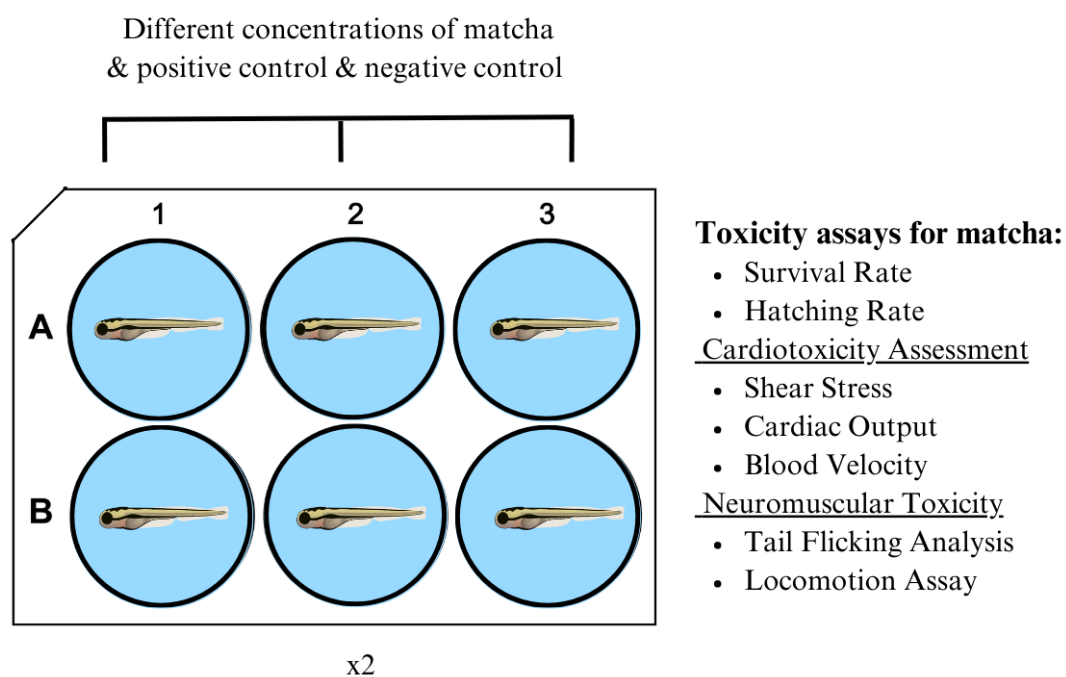 Different concentrations of matcha
& positive control & negative control
1 2 3
A
B
x2
Toxicity assays for matcha:
• Survival Rate
• Hatching Rate
Cardiotoxicity Assessment
• Shear Stress
• Cardiac Output
• Blood Velocity
Neuromuscular Toxicity
• Tail Flicking Analysis
• Locomotion Assay